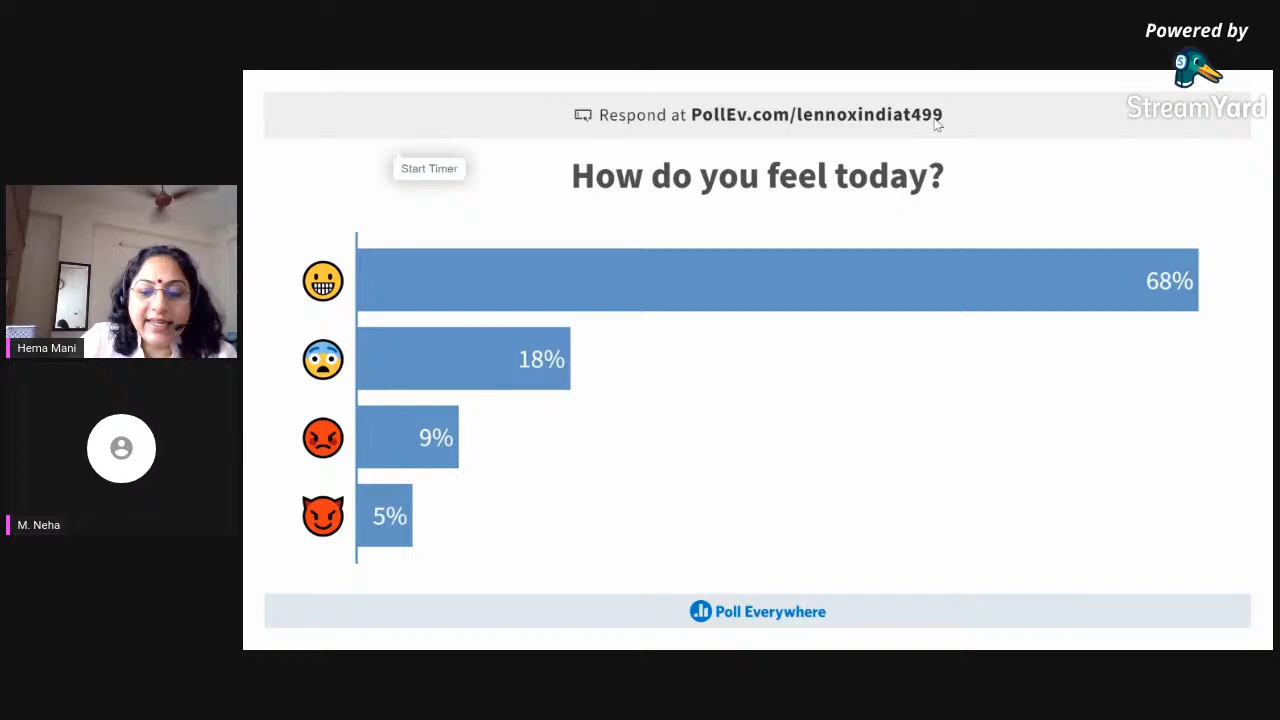 Powered by
StreamYard
Respond at PollEv.com/lennoxindiat499
Start Timer
How do you feel today?
68%
18%
9%
5%
Hema Mani
M. Neha
Poll Everywhere